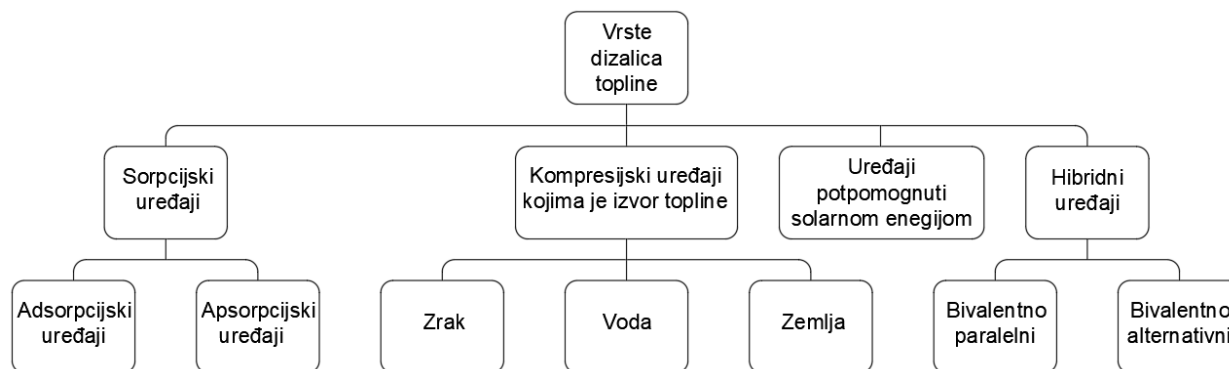 Vrste
dizalica
topline
Sorpcijski
uređaji
Kompresijski uređaji
kojima je izvor topline
Uređaji
potpomognuti
solarnom enegijom
Hibridni
uređaji
Adsorpcijski
uređaji
Apsorpcijski
uređaji
Zrak
Voda
Zemlja
Bivalentno
paralelni
Bivalentno
alternativni